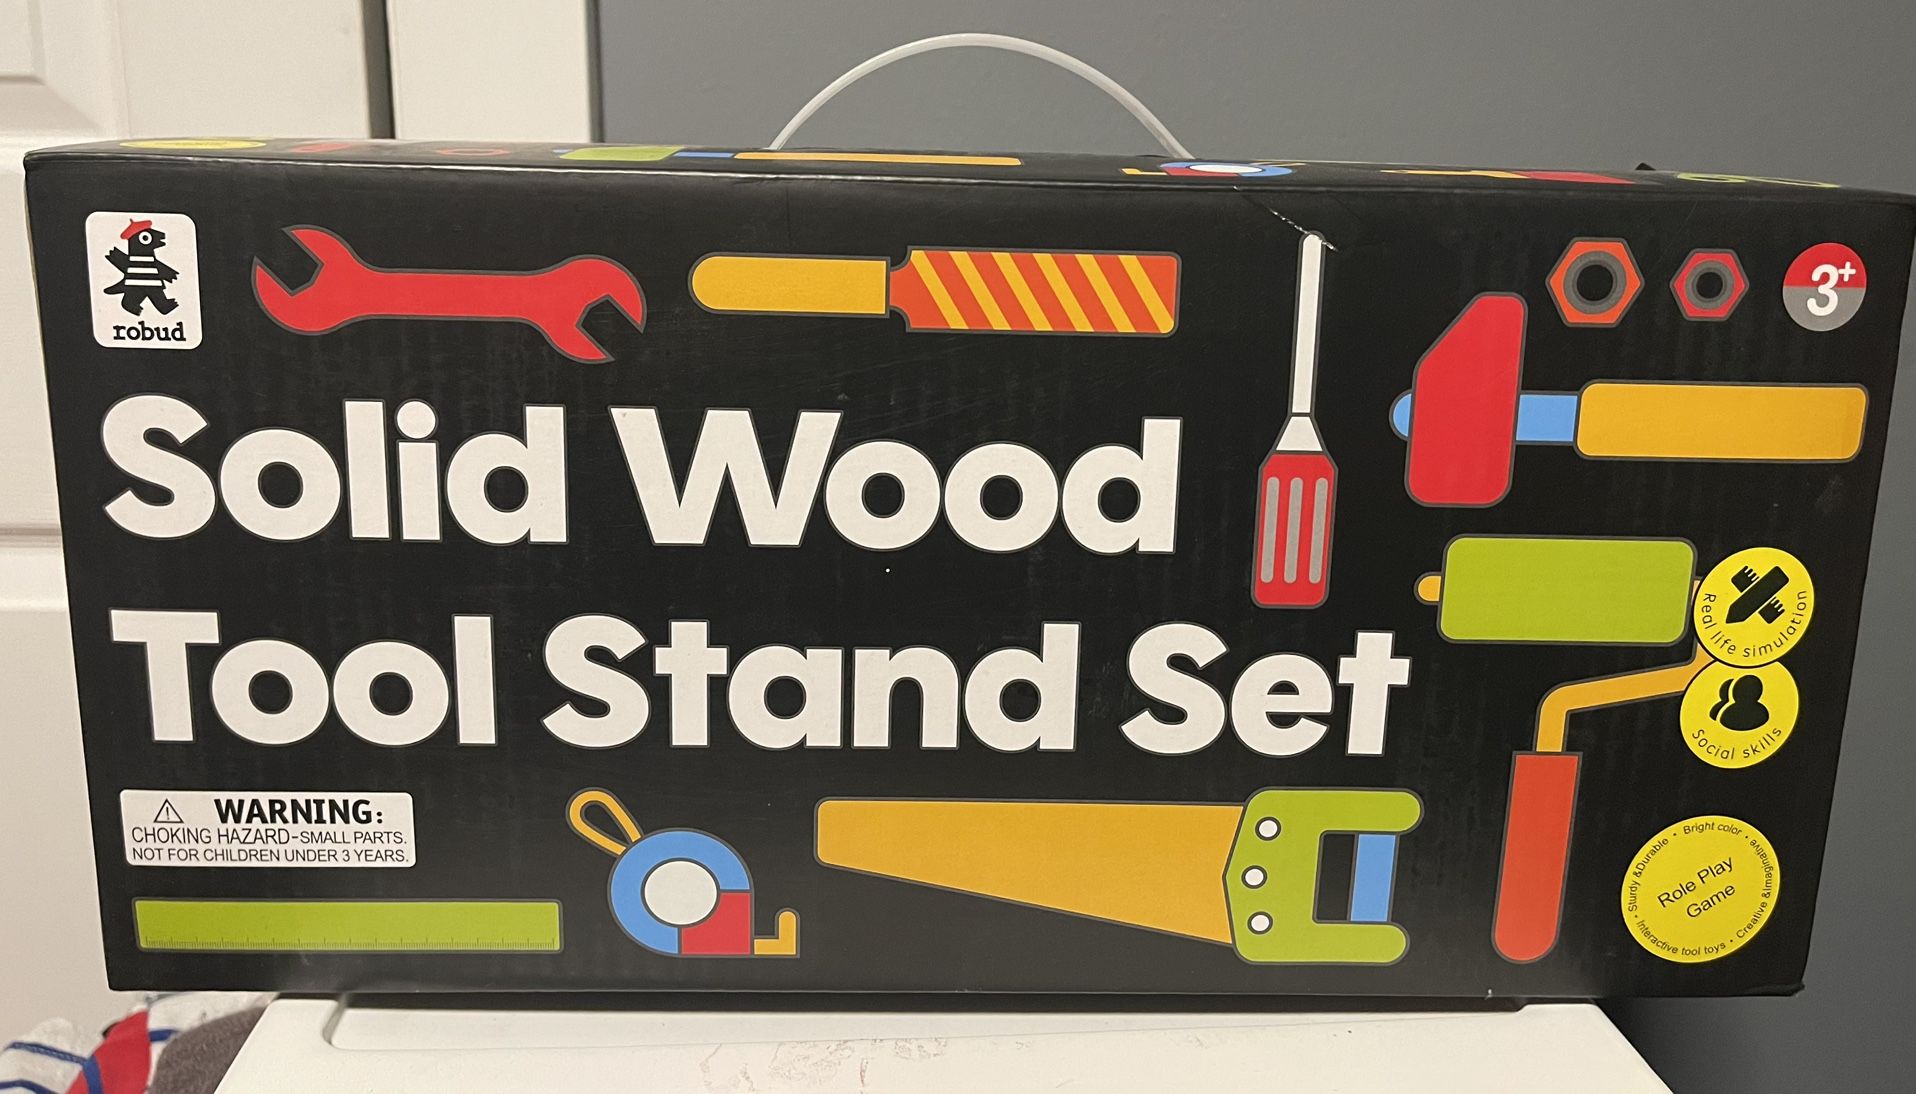 robud
3+
Solid Wood
Tool Stand Set
Real life simulation
Social skills
WARNING:
CHOKING HAZARD-SMALL PARTS.
NOT FOR CHILDREN UNDER 3 YEARS.
• Sturdy &Durable • Bright color • Creative &Imaginative • Interactive tool toys
Role Play
Game